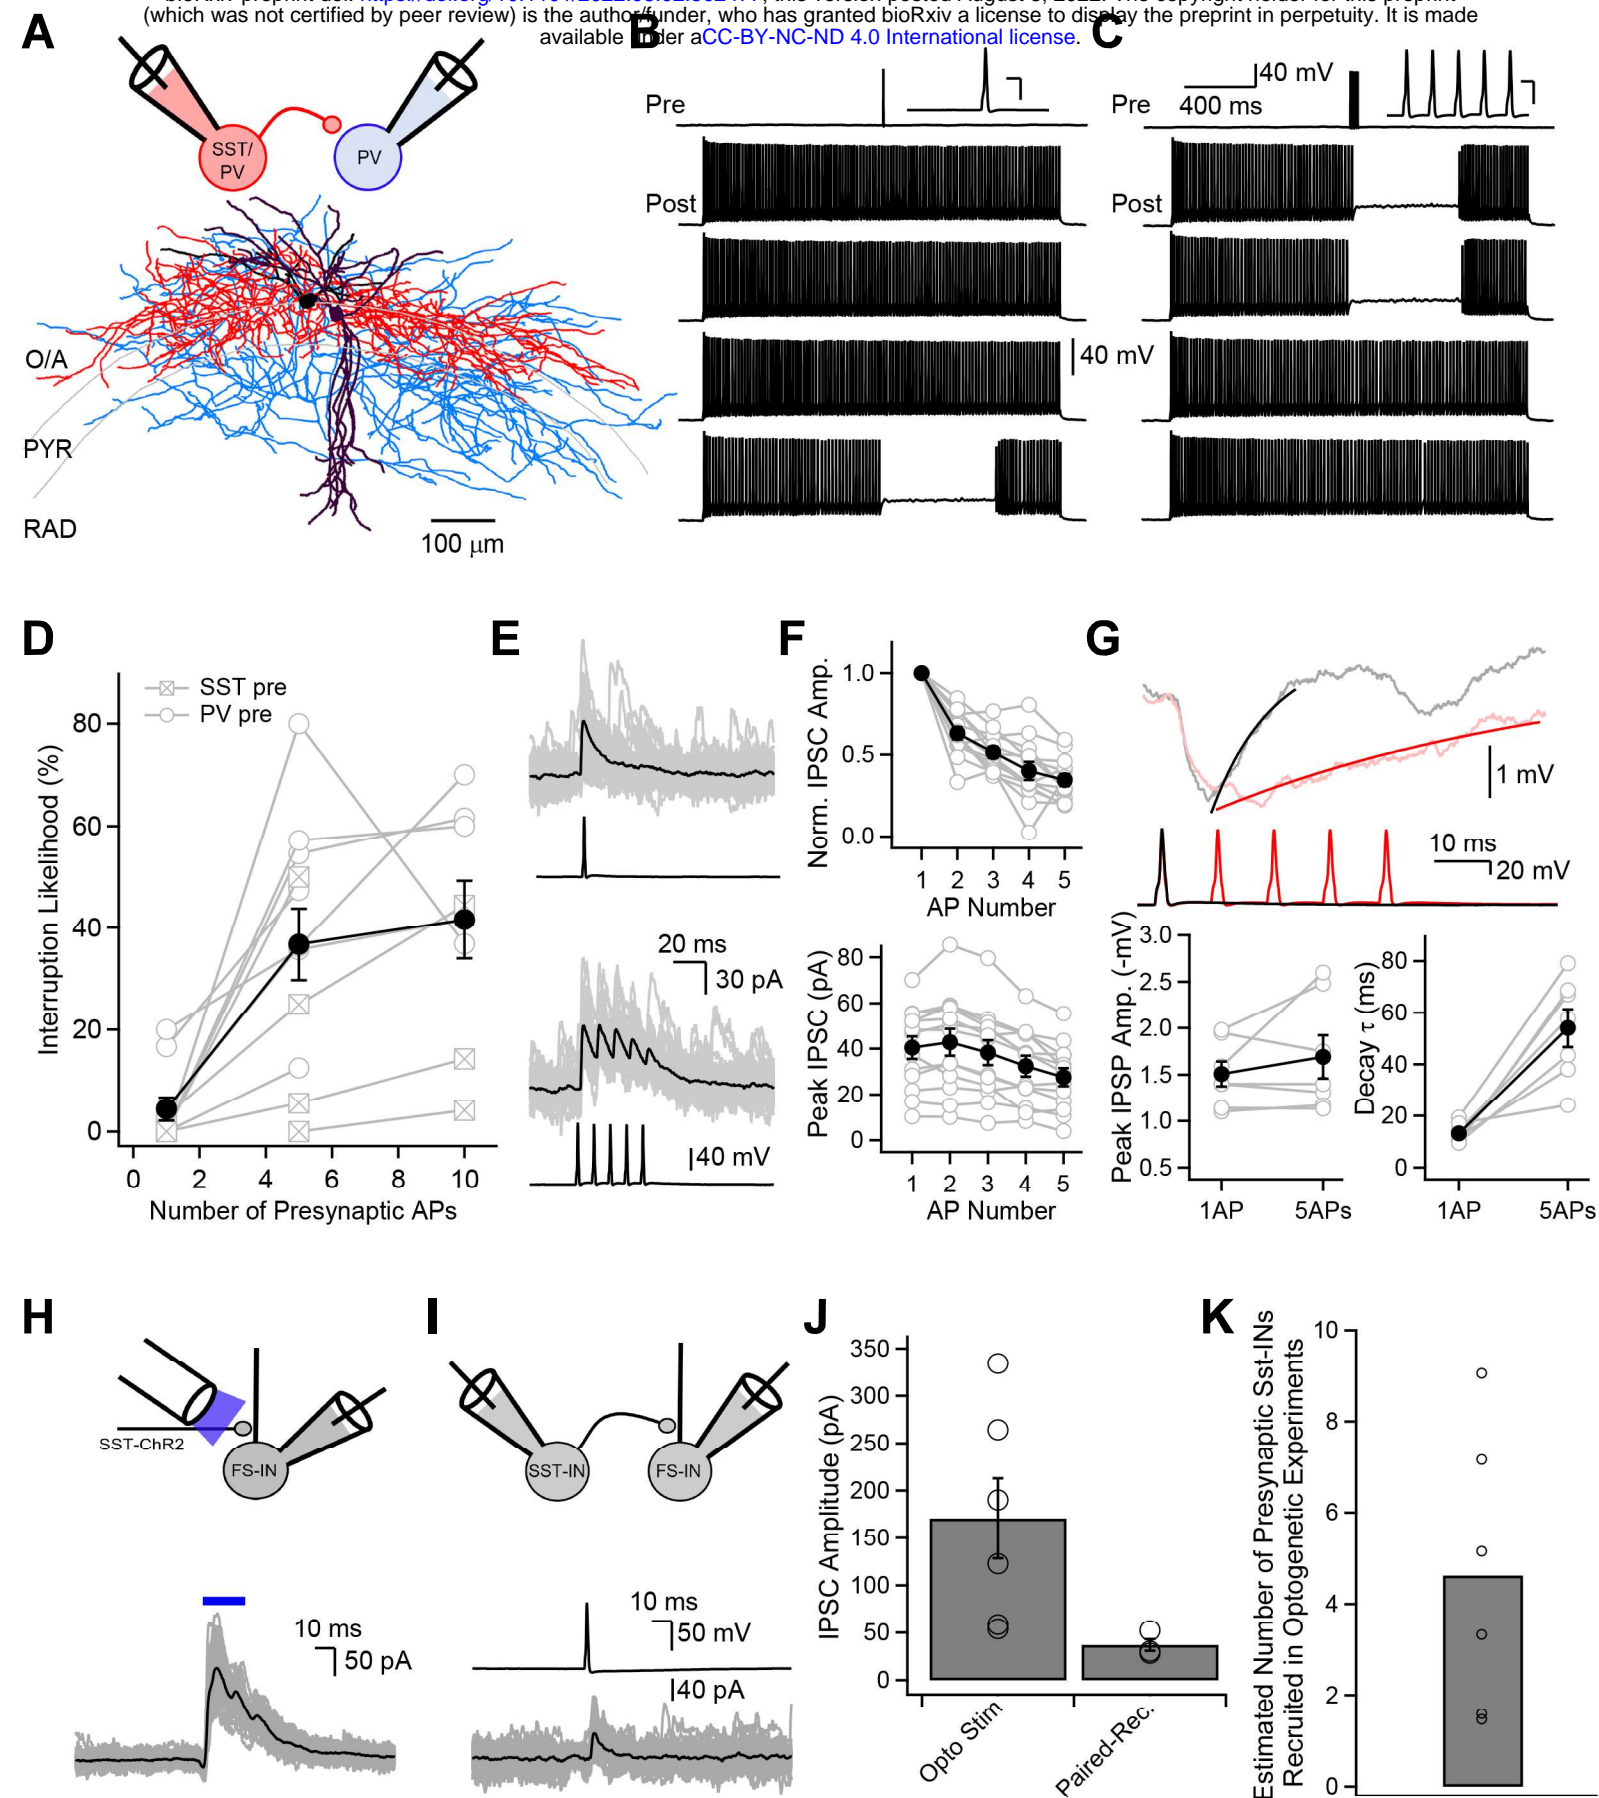 (which was not certified by peer review) is the author/funder, who has granted bioRxiv a license to display the preprint in perpetuity. It is made
available under aCC-BY-NC-ND 4.0 International license.
A
SST/
PV
PV
O/A
PYR
RAD
100 μm
B
Pre
Post
40 mV
C
40 mV
400 ms
Pre
Post
D
SST pre
PV pre
Interruption Likelihood (%)
80
60
40
20
0
0 2 4 6 8 10
Number of Presynaptic APs
E
20 ms
30 pA
40 mV
F
Norm. IPSC Amp.
1.0
0.5
0.0
1 2 3 4 5
AP Number
Peak IPSC (pA)
80
60
40
20
0
1 2 3 4 5
AP Number
G
1 mV
10 ms
20 mV
Peak IPSP Amp. (-mV)
3.0
2.5
2.0
1.5
1.0
0.5
1AP 5APs
Decay τ (ms)
80
60
40
20
0
1AP 5APs
H
SST-ChR2
FS-IN
10 ms
50 pA
I
SST-IN
FS-IN
10 ms
50 mV
40 pA
J
IPSC Amplitude (pA)
350
300
250
200
150
100
50
0
Opto Stim
Paired-Rec.
K
Estimated Number of Presynaptic Sst-INs
Recruited in Optogenetic Experiments
10
8
6
4
2
0